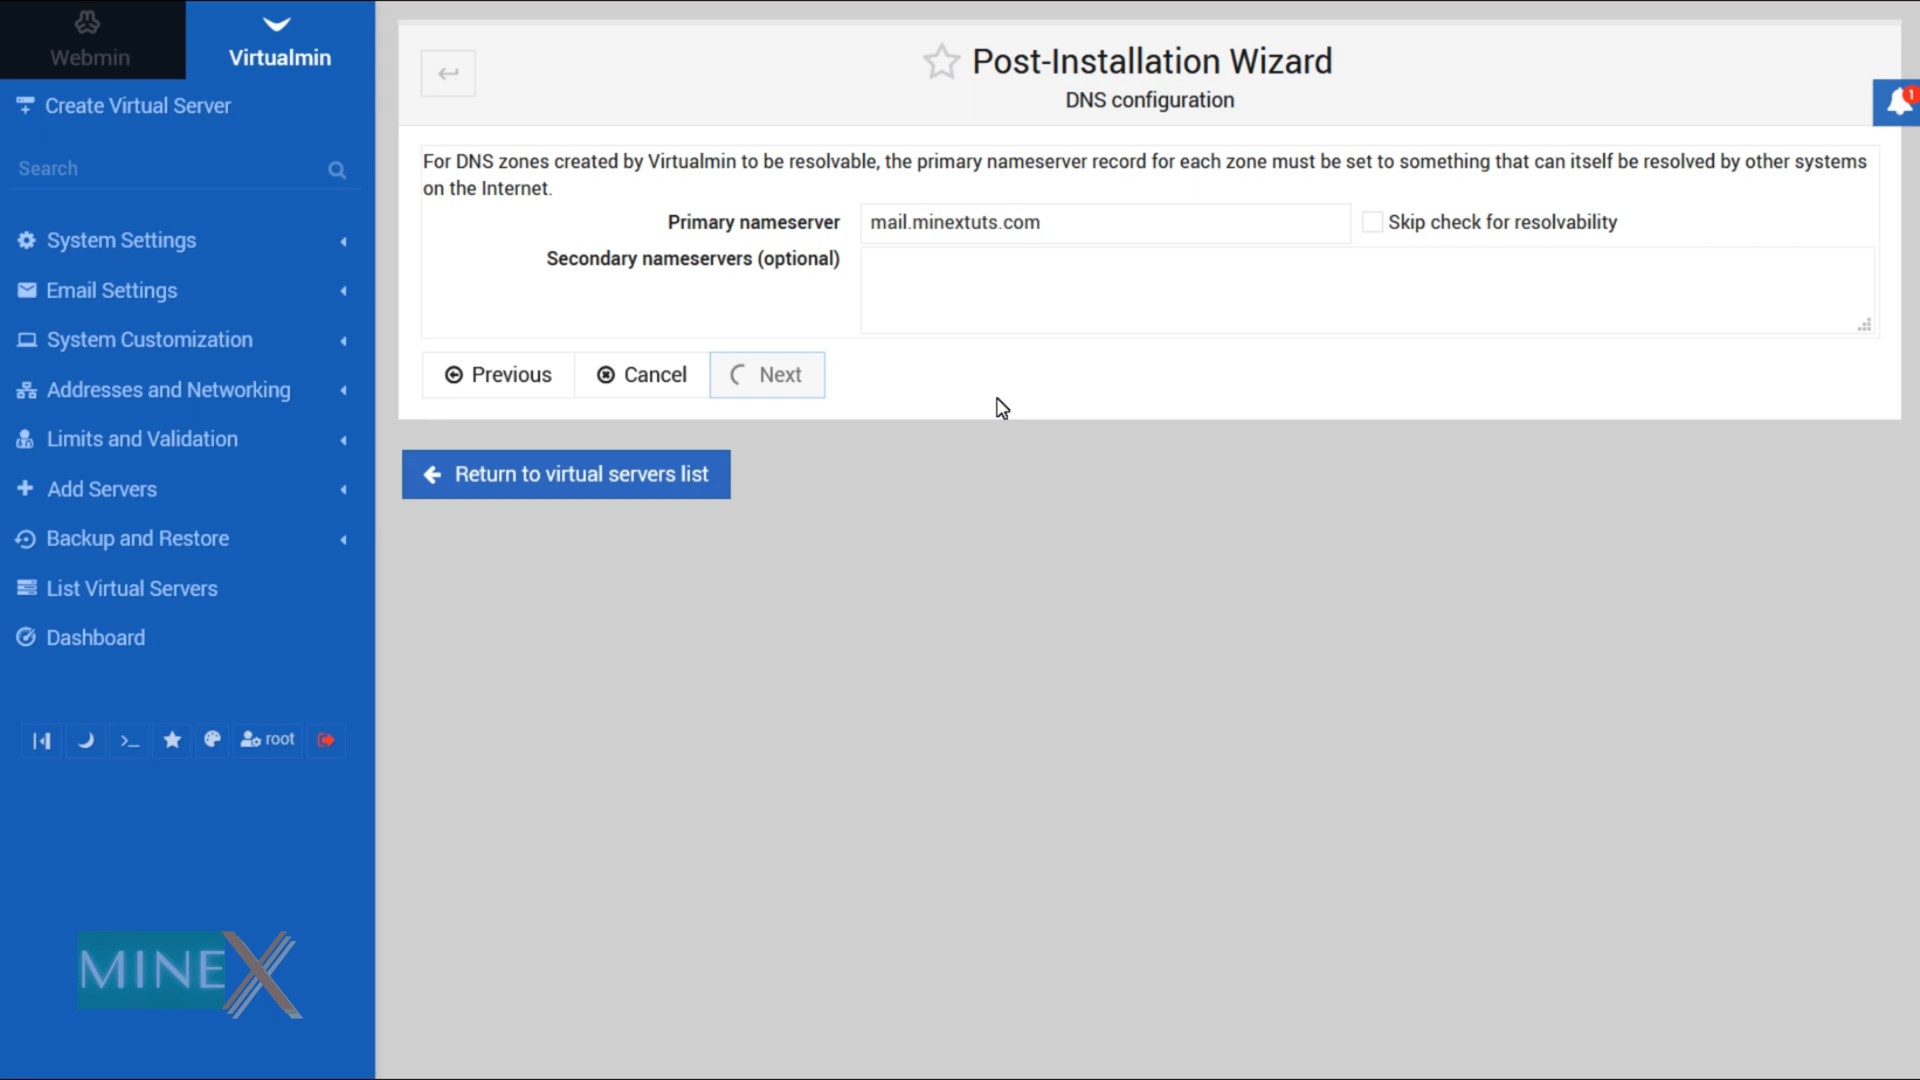 Webmin
Virtualmin
Create Virtual Server
Search
System Settings
Email Settings
System Customization
Addresses and Networking
Limits and Validation
Add Servers
Backup and Restore
List Virtual Servers
Dashboard
root
MINEX
Post-Installation Wizard
DNS configuration
1
For DNS zones created by Virtualmin to be resolvable, the primary nameserver record for each zone must be set to something that can itself be resolved by other systems
on the Internet.
Primary nameserver mail.minextuts.com Skip check for resolvability
Secondary nameservers (optional)
Previous Cancel Next
Return to virtual servers list